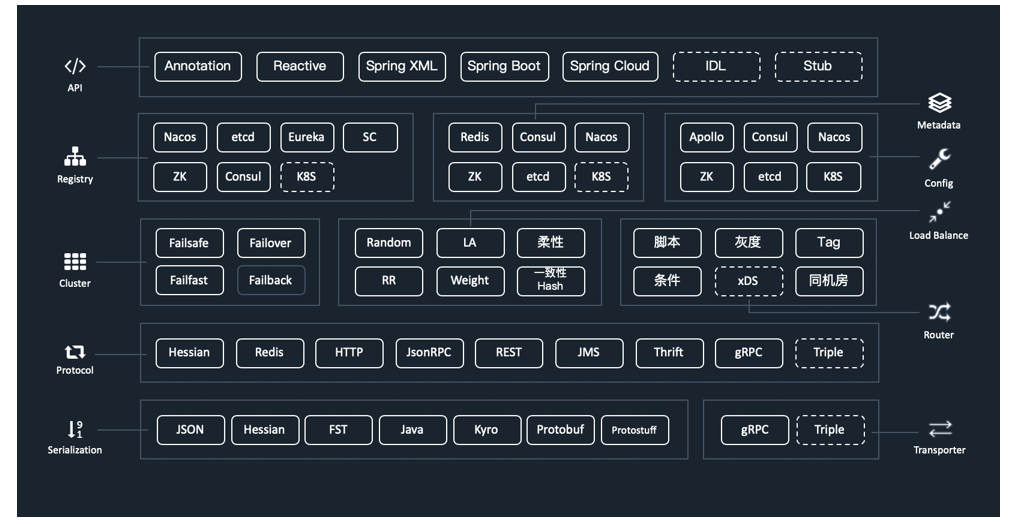 API
Annotation
Reactive
Spring XML
Spring Boot
Spring Cloud
IDL
Stub
Metadata
Registry
Nacos
etcd
Eureka
SC
ZK
Consul
K8S
Redis
Consul
Nacos
ZK
etcd
K8S
Apollo
Consul
Nacos
ZK
etcd
K8S
Config
Load Balance
Cluster
Failsafe
Failover
Failfast
Failback
Random
LA
柔性
RR
Weight
一致性
Hash
脚本
灰度
Tag
条件
xDS
同机房
Router
Protocol
Hessian
Redis
HTTP
JsonRPC
REST
JMS
Thrift
gRPC
Triple
Serialization
JSON
Hessian
FST
Java
Kyro
Protobuf
Protostuff
gRPC
Triple
Transporter
9
1